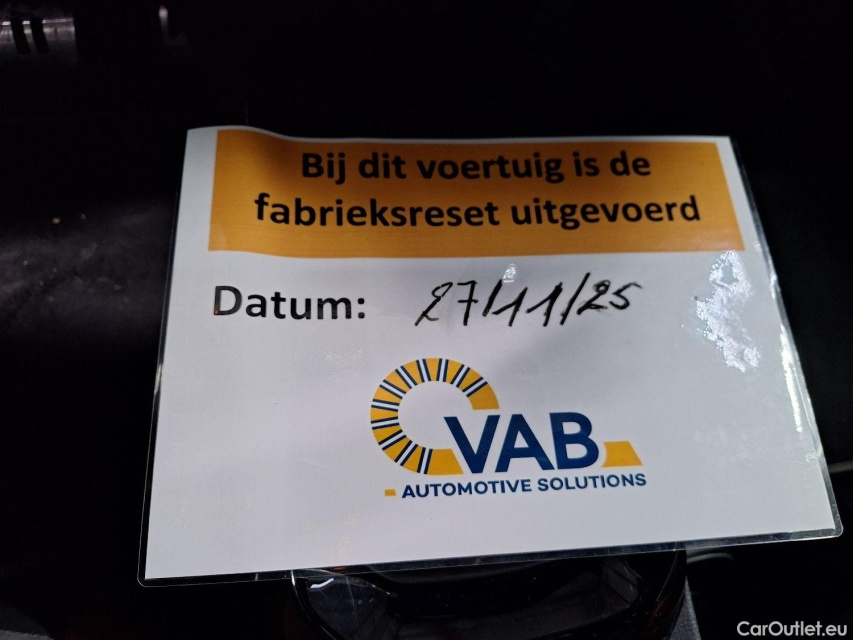 Bij dit voertuig is de
fabrieksreset uitgevoerd
Datum: 27/11/25
VAB
AUTOMOTIVE SOLUTIONS
CarOutlet.eu